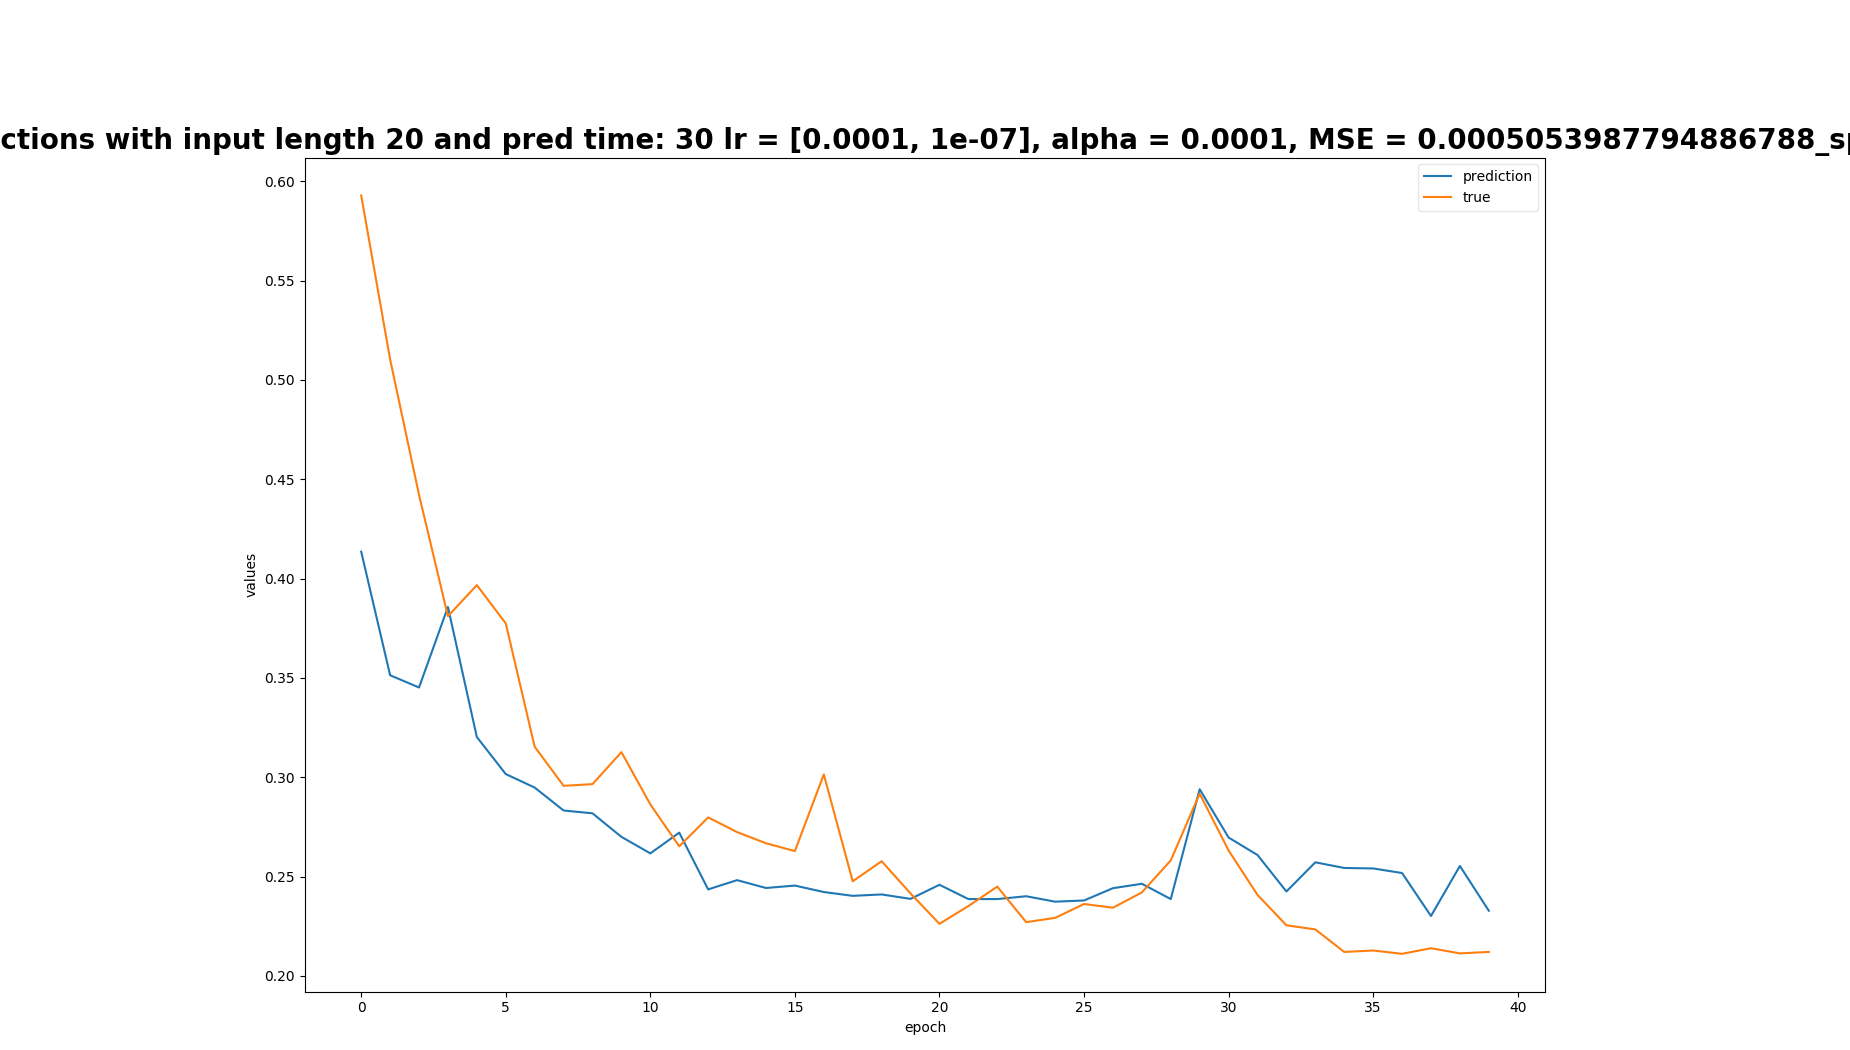 ctions with input length 20 and pred time: 30 lr = [0.0001, 1e-07], alpha = 0.0001, MSE = 0.0005053987794886788_sp
prediction
true
0.60
0.55
0.50
0.45
0.40
0.35
0.30
0.25
0.20
values
0 5 10 15 20 25 30 35 40
epoch